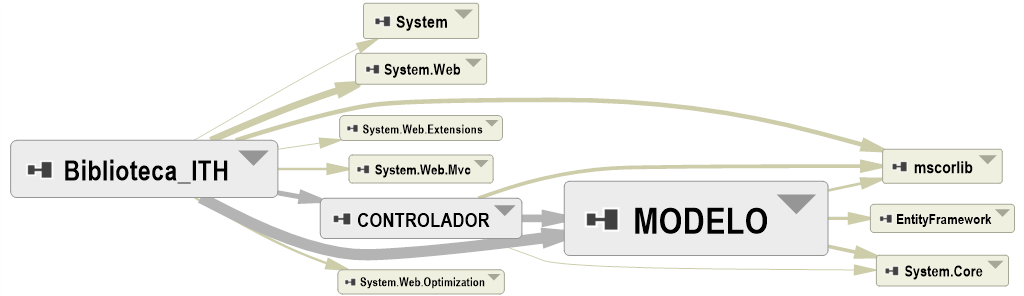 System
System.Web
System.Web.Extensions
Biblioteca_ITH
System.Web.Mvc
mscorlib
CONTROLADOR
MODELO
EntityFramework
System.Web.Optimization
System.Core